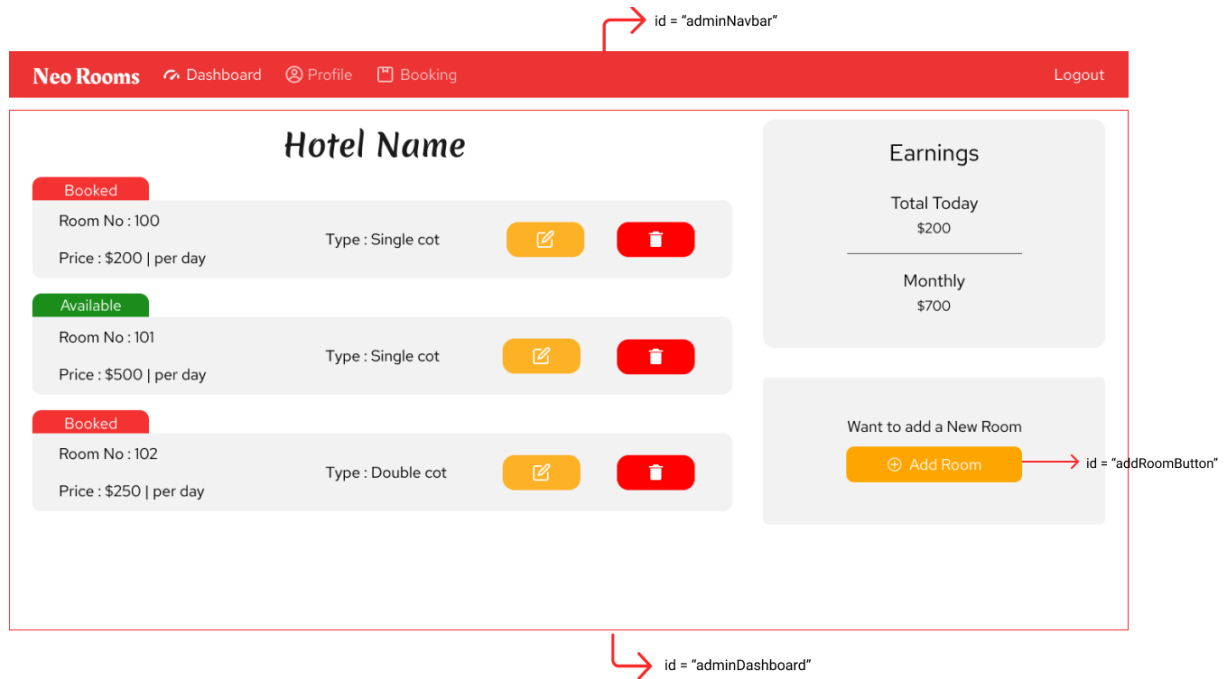 id = “adminNavbar”
Neo Rooms Dashboard Profile Booking Logout
Hotel Name
Booked
Room No : 100
Type : Single cot
Price : $200 | per day
Available
Room No : 101
Type : Single cot
Price : $500 | per day
Booked
Room No : 102
Type : Double cot
Price : $250 | per day
Earnings
Total Today
$200
Monthly
$700
Want to add a New Room
Add Room
id = “addRoomButton”
id = “adminDashboard”